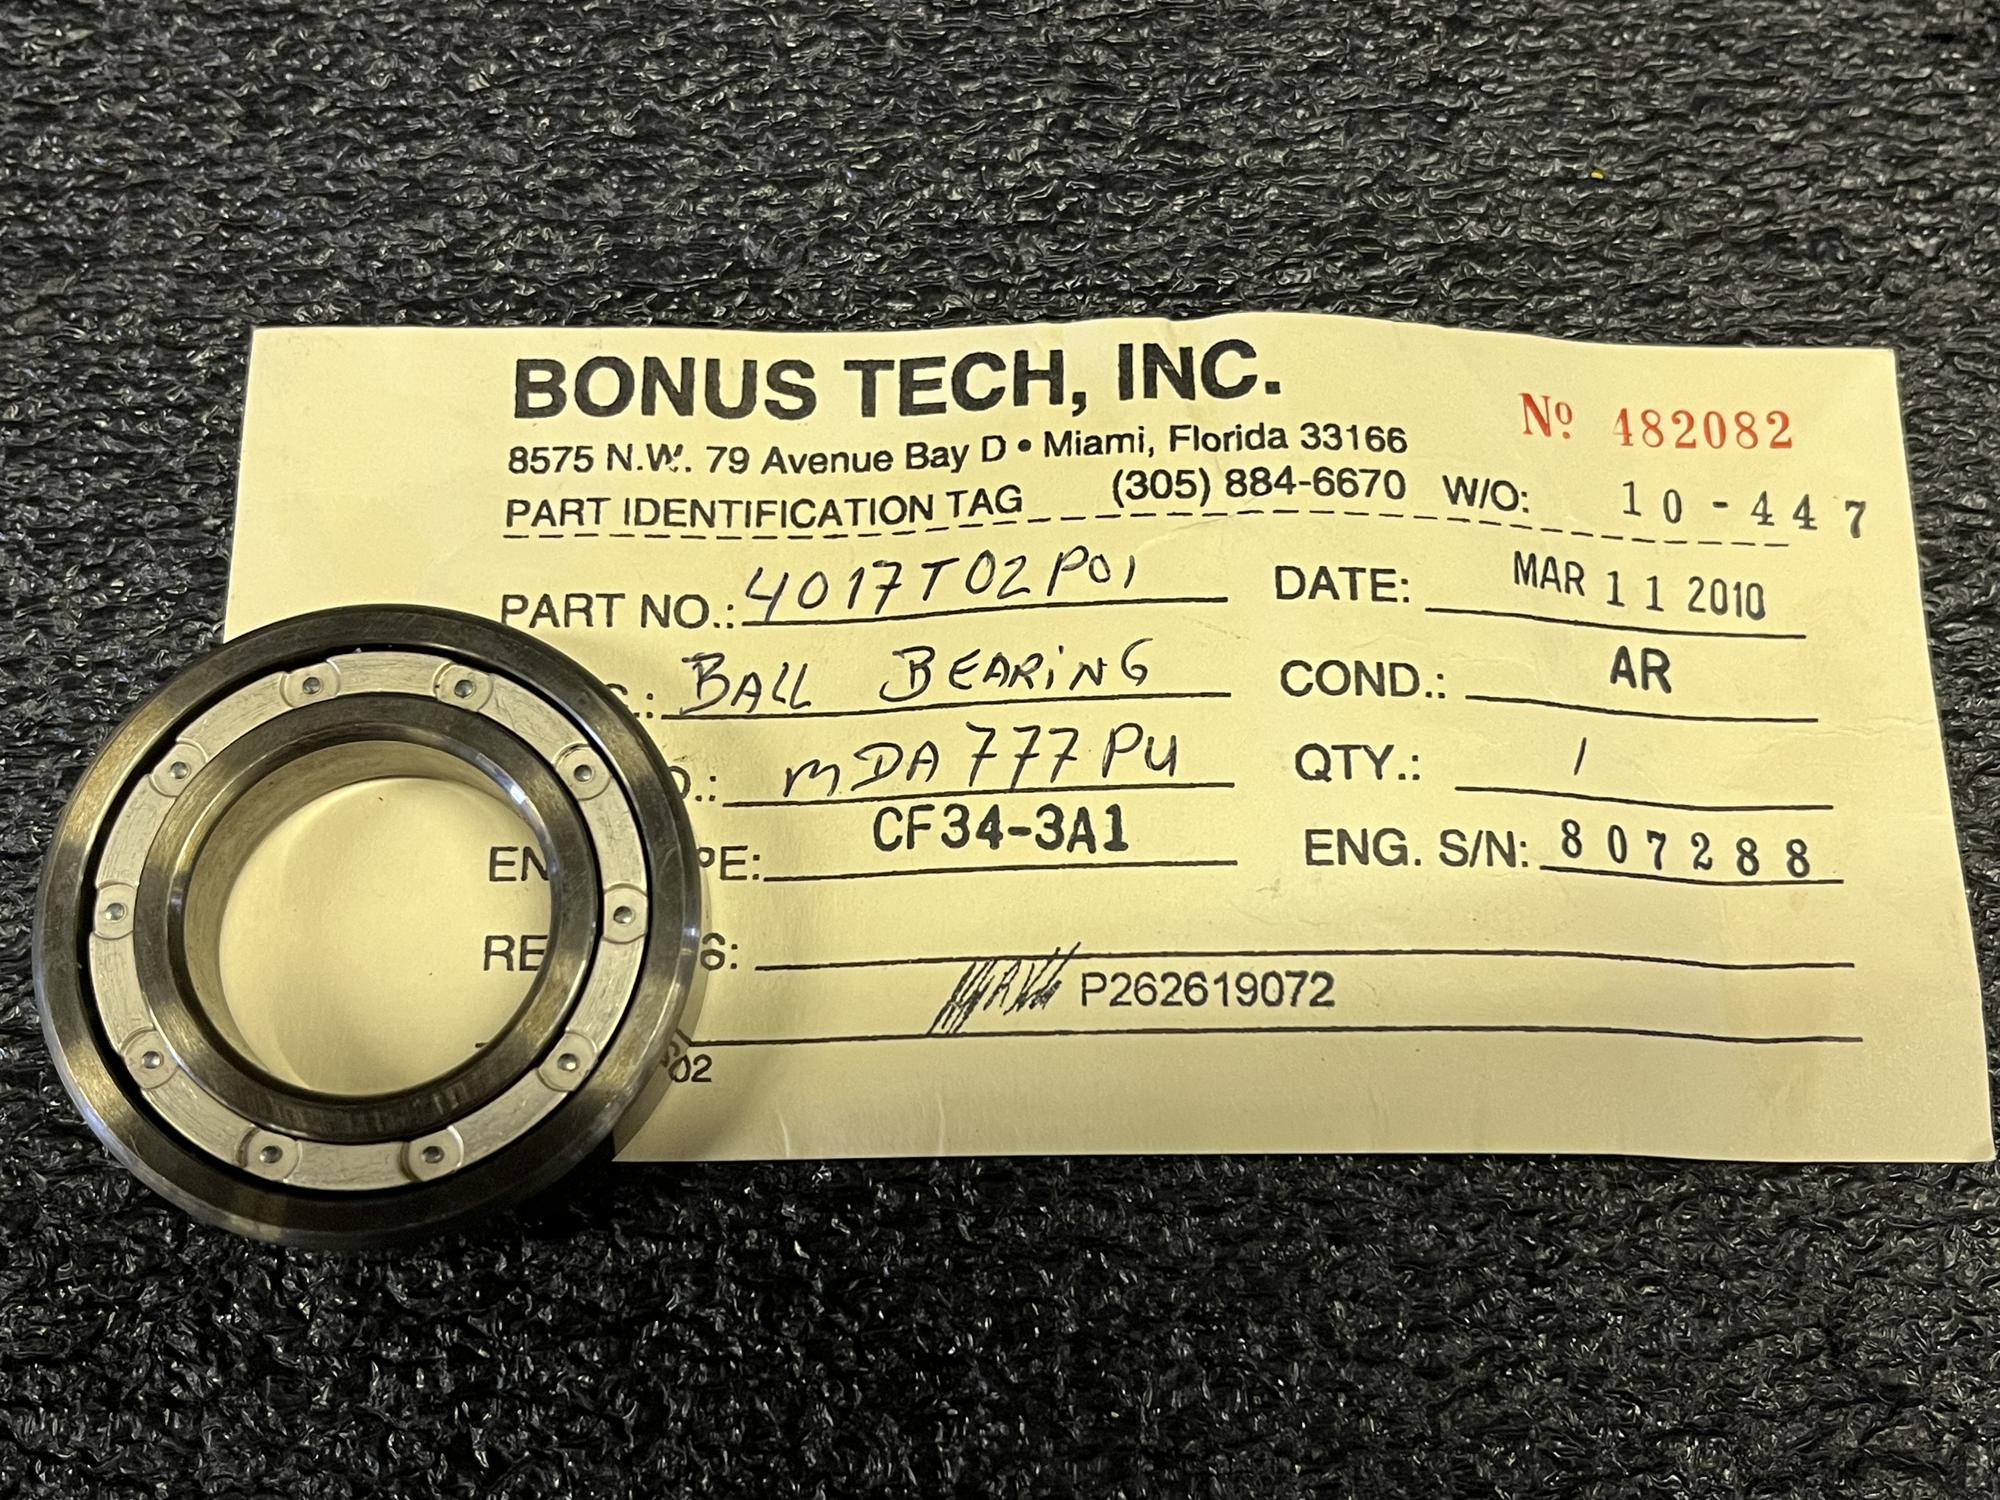 BONUS TECH, INC.
Nº 482082
8575 N.W. 79 Avenue Bay D • Miami, Florida 33166
PART IDENTIFICATION TAG (305) 884-6670 W/O: 10-447
PART NO.: 4017T02P01 DATE: MAR 11 2010
.: BALL BEARING COND.: AR
.: MDA777PU QTY.: 1
EN PE: CF34-3A1 ENG. S/N: 807288
RE S:
P262619072
02